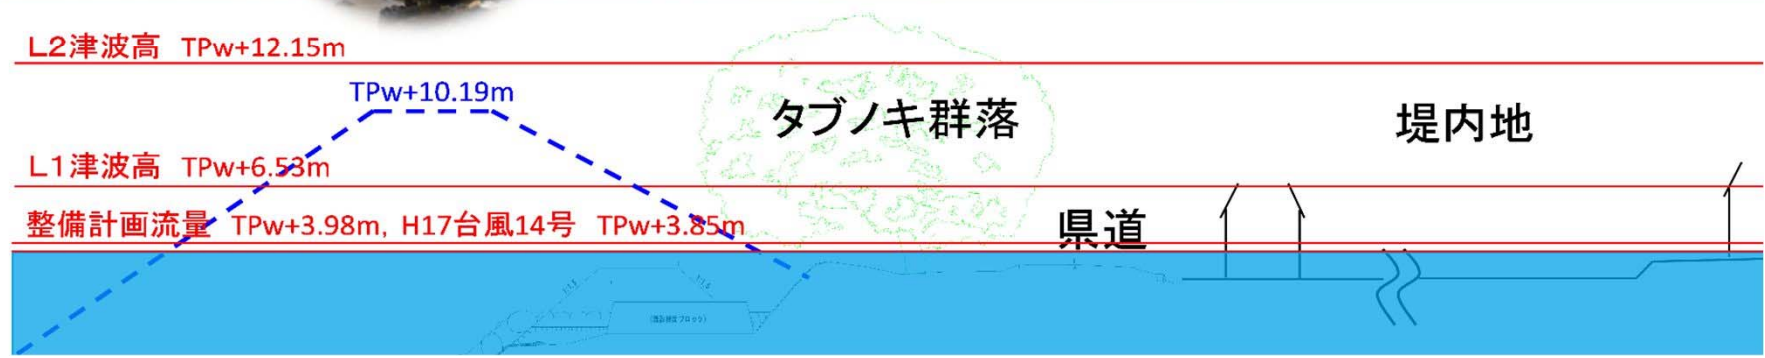 L2津波高 TPw+12.15m
TPw+10.19m
タブノキ群落
堤内地
L1津波高 TPw+6.53m
整備計画流量 TPw+3.98m, H17台風14号 TPw+3.85m
県道